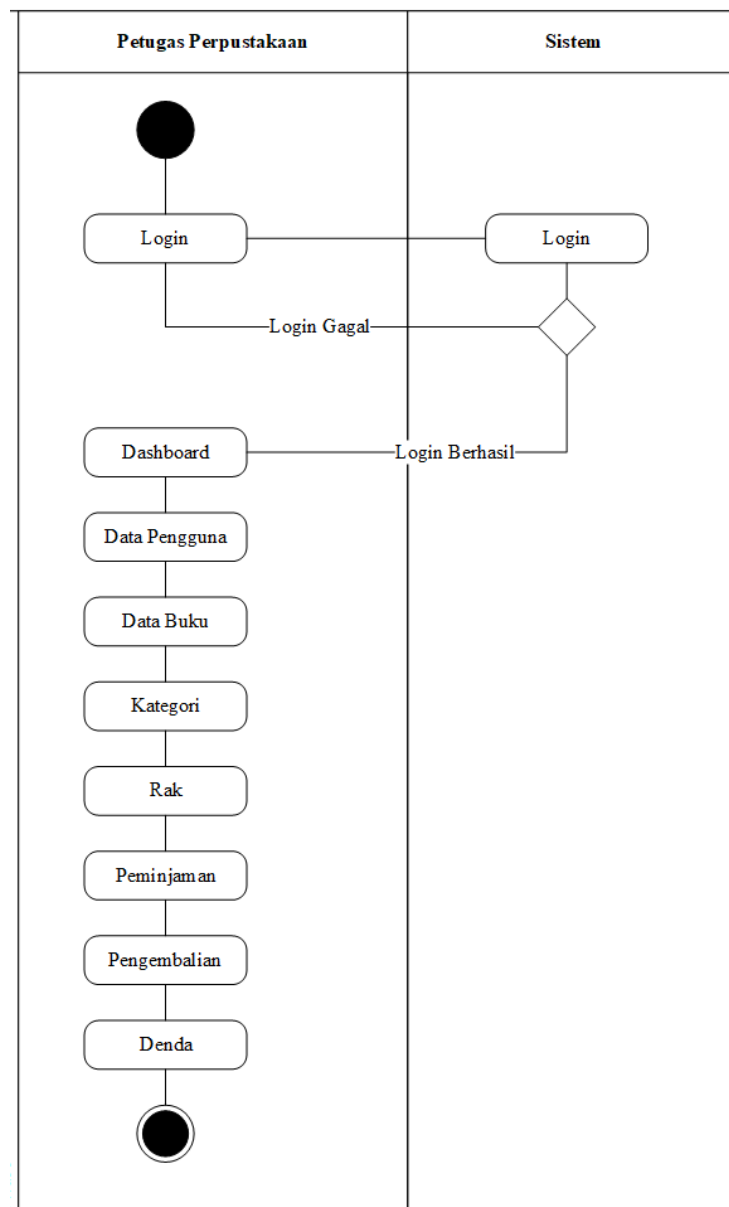 Petugas Perpustakaan
Sistem
Login
Login
Login Gagal
Dashboard
Login Berhasil
Data Pengguna
Data Buku
Kategori
Rak
Peminjaman
Pengembalian
Denda